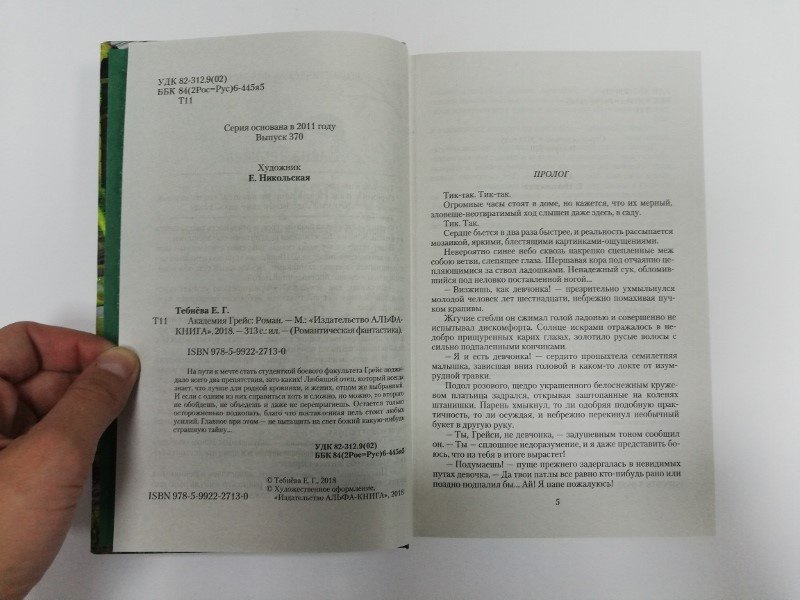 УДК 82-312.9(02)
ББК 84(2Рос=Рус)6-445я5
Т11
Серия основана в 2011 году
Выпуск 370
Художник
Е. Никольская
Тебнёва Е. Г.
Т11 Академия Грейс: Роман. — М.: «Издательство АЛЬФА-
КНИГА», 2018. — 313 с.: ил. — (Романтическая фантастика).
ISBN 978-5-9922-2713-0
На пути к мечте стать студенткой боевого факультета Грейс поджи-
дало всего два препятствия, зато каких! Любящий отец, который всегда
знает, что лучше для родной кровинки, и жених, отцом же выбранный.
И если с одним из них справиться хоть и сложно, но можно, то второго
не обойдешь, не объедешь и даже не перепрыгнешь. Остается только
осторожненько подкопать, благо что поставленная цель стоит любых
усилий. Главное при этом — не вытащить на свет божий какую-нибудь
страшную тайну...
УДК 82-312.9(02)
ББК 84(2Рос=Рус)6-445я5
© Тебнёва Е. Г., 2018
© Художественное оформление,
«Издательство АЛЬФА-КНИГА», 2018
ISBN 978-5-9922-2713-0
ПРОЛОГ
Тик-так. Тик-так.
Огромные часы стоят в доме, но кажется, что их мерный,
зловеще-неотвратимый ход слышен даже здесь, в саду.
Тик. Так.
Сердце бьется в два раза быстрее, и реальность рассыпается
мозаикой, яркими, блестящими картинками-ощущениями.
Невероятно синее небо сквозь накрепко сцепленные меж
собою ветви, слепящее глаза. Шершавая кора под отчаянно це-
пляющимися за ствол ладошками. Ненадежный сук, обломив-
шийся под неловко поставленной ногой...
— Визжишь, как девчонка! — презрительно ухмыльнулся
молодой человек лет шестнадцати, небрежно помахивая пуч-
ком крапивы.
Жгучие стебли он сжимал голой ладонью и совершенно не
испытывал дискомфорта. Солнце искрами отражалось в не-
добро прищуренных карих глазах, золотило русые волосы с
сильно подпаленными кончиками.
— Я и есть девчонка! — сердито пропыхтела семилетняя
малышка, зависшая вниз головой в каком-то локте от изум-
рудной травки.
Подол розового, щедро украшенного белоснежным круже-
вом платьица задрался, открывая заштопанные на коленях
штанишки. Парень хмыкнул, то ли одобряя подобную прак-
тичность, то ли осуждая, и небрежно перекинул необычный
букет в другую руку.
— Ты, Грейси, не девчонка, — задушевным тоном сообщил
он. — Ты — сплошное недоразумение, и я даже представить бо-
юсь, что из тебя в итоге вырастет!
— Подумаешь! — пуще прежнего задергалась в невидимых
путах девочка, — Да твои патлы все равно кто-нибудь рано или
поздно подпалил бы... Ай! Я папе пожалуюсь!
5